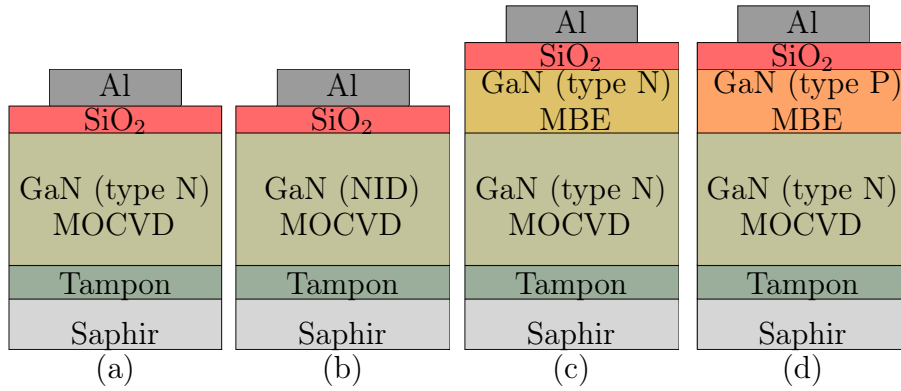 Al
SiO₂
GaN (type N)
MOCVD
Tampon
Saphir
(a)
Al
SiO₂
GaN (NID)
MOCVD
Tampon
Saphir
(b)
Al
SiO₂
GaN (type N)
MBE
GaN (type N)
MOCVD
Tampon
Saphir
(c)
Al
SiO₂
GaN (type P)
MBE
GaN (type N)
MOCVD
Tampon
Saphir
(d)